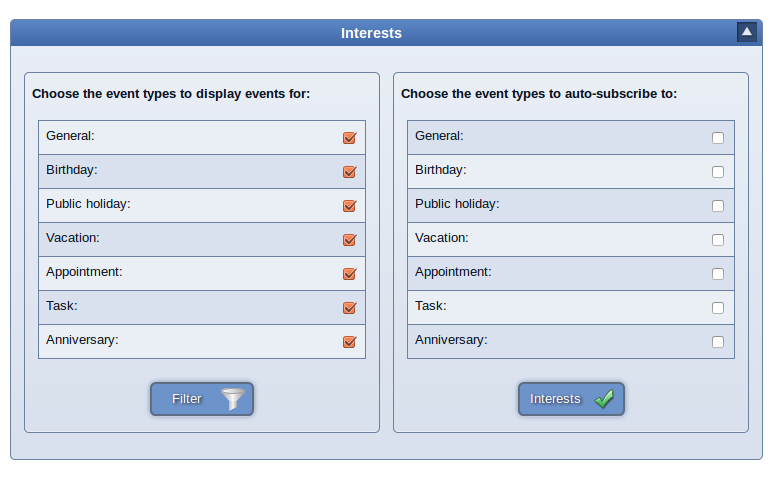 Interests
Choose the event types to display events for:
General:
Birthday:
Public holiday:
Vacation:
Appointment:
Task:
Anniversary:
Filter
Choose the event types to auto-subscribe to:
General:
Birthday:
Public holiday:
Vacation:
Appointment:
Task:
Anniversary:
Interests